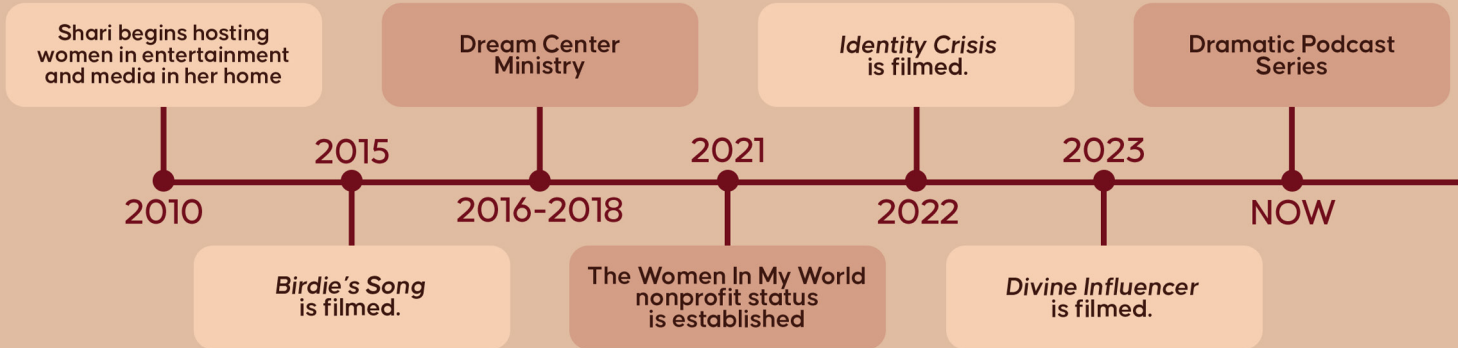 Shari begins hosting
women in entertainment
and media in her home
2010
2015
Birdie's Song
is filmed.
Dream Center
Ministry
2016-2018
2021
The Women In My World
nonprofit status
is established
Identity Crisis
is filmed.
2022
2023
Divine Influencer
is filmed.
Dramatic Podcast
Series
NOW